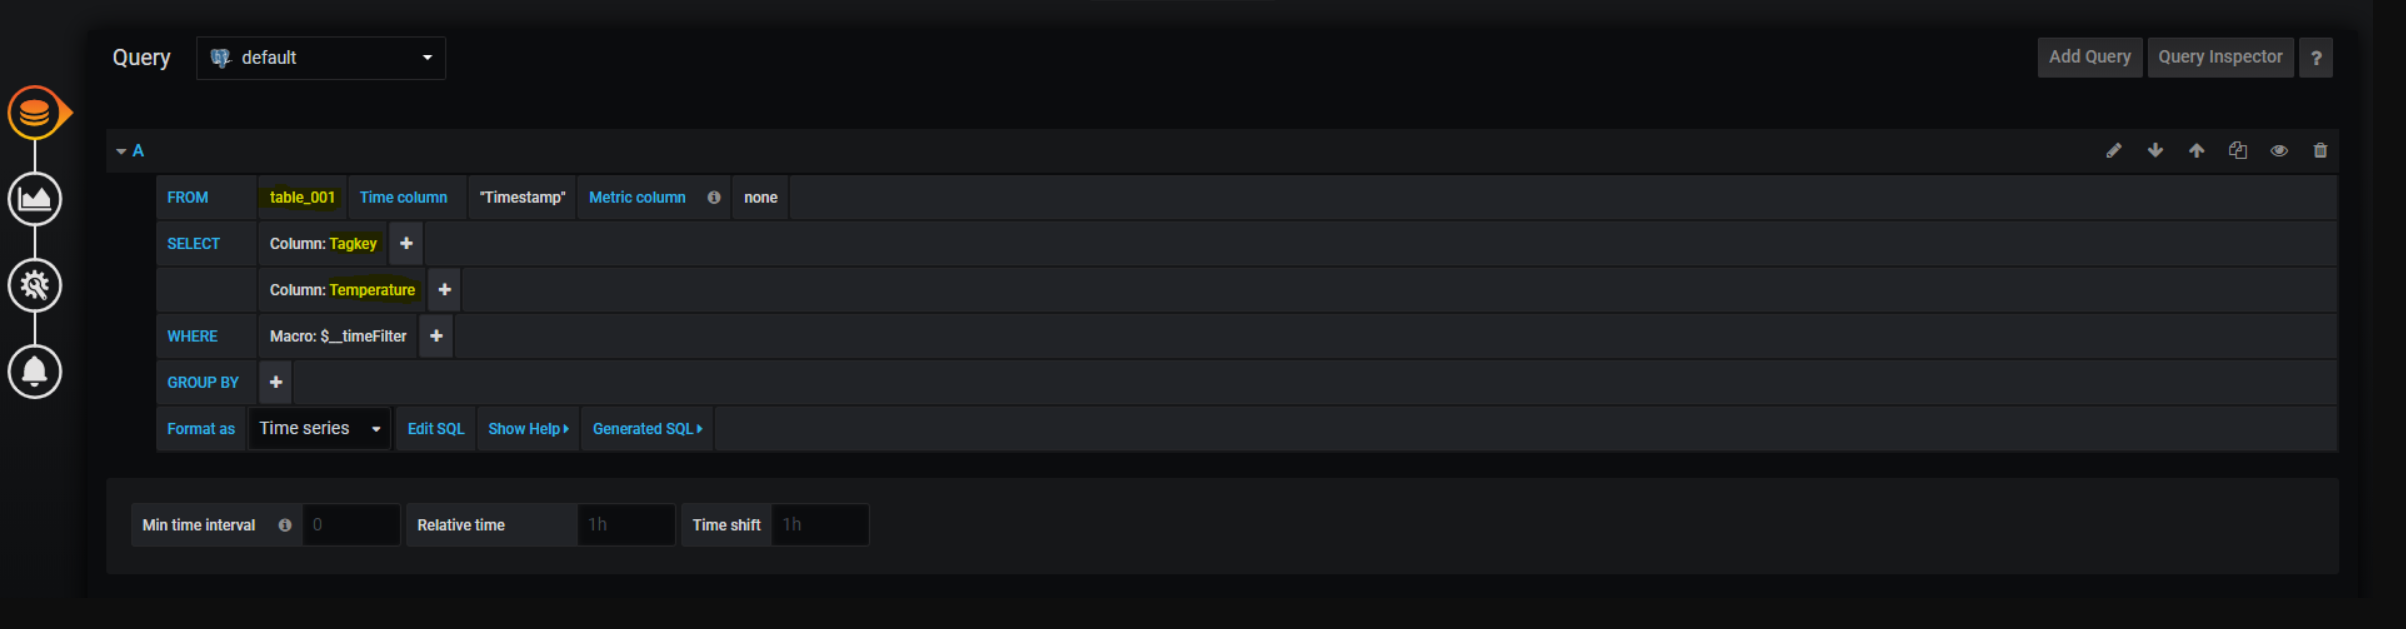 Query default Add Query Query Inspector ?
A
FROM table_001 Time column "Timestamp" Metric column none
SELECT Column: Tagkey +
Column: Temperature +
WHERE Macro: $__timeFilter +
GROUP BY +
Format as Time series Edit SQL Show Help Generated SQL
Min time interval 0 Relative time 1h Time shift 1h